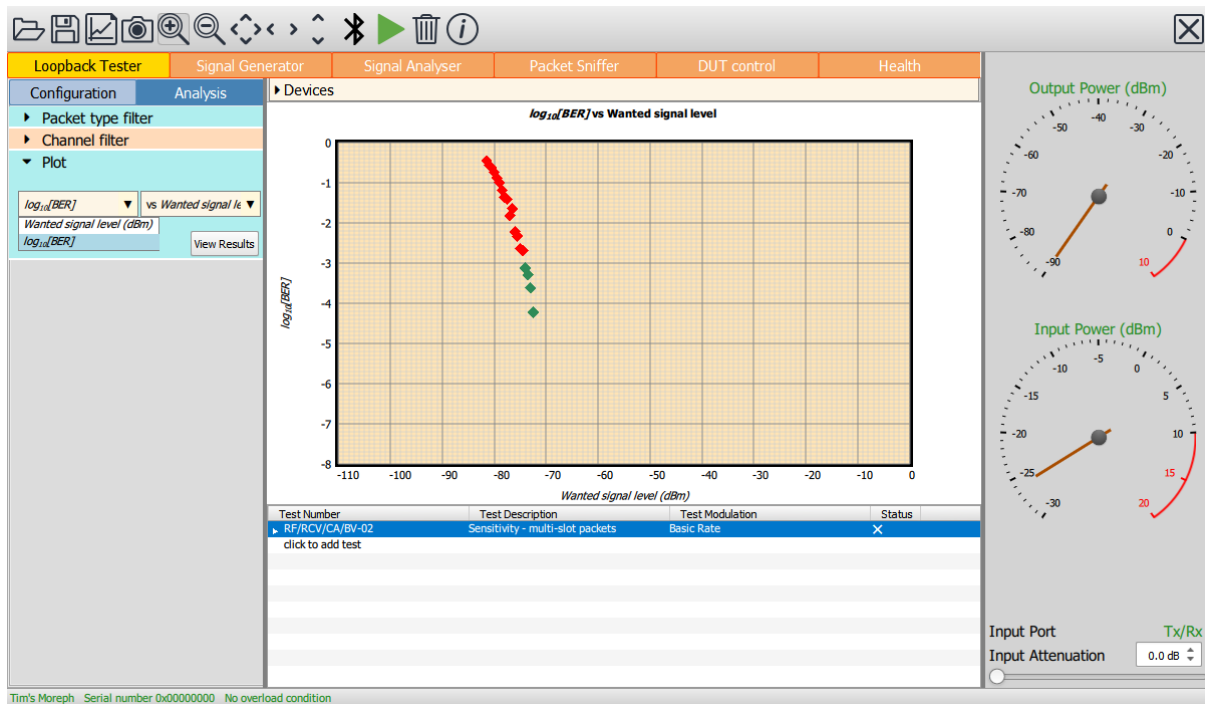 Loopback Tester Signal Generator Signal Analyser Packet Sniffer DUT control Health
Configuration Analysis
Packet type filter
Channel filter
Plot
log10[BER] vs Wanted signal le
Wanted signal level (dBm)
log10[BER]
View Results
Devices
log10[BER] vs Wanted signal level
0
-1
-2
-3
-4
-5
-6
-7
-8
log10[BER]
-110 -100 -90 -80 -70 -60 -50 -40 -30 -20 -10 0
Wanted signal level (dBm)
Test Number Test Description Test Modulation Status
RF/RCV/CA/BV-02 Sensitivity - multi-slot packets Basic Rate
click to add test
Output Power (dBm)
-90 -80 -70 -60 -50 -40 -30 -20 -10 0 10
Input Power (dBm)
-30 -25 -20 -15 -10 -5 0 5 10 15 20
Input Port Tx/Rx
Input Attenuation 0.0 dB
Tim's Moreph Serial number 0x00000000 No overload condition